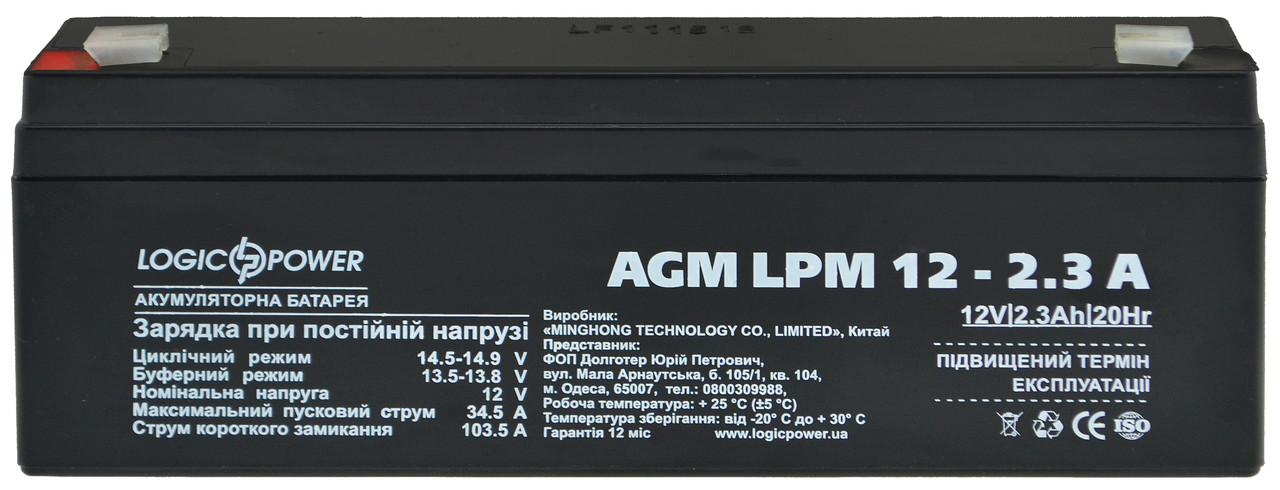 LOGIC POWER
АКУМУЛЯТОРНА БАТАРЕЯ
Зарядка при постійній напрузі
Циклічний режим 14.5-14.9 V
Буферний режим 13.5-13.8 V
Номінальна напруга 12 V
Максимальний пусковий струм 34.5 A
Струм короткого замикання 103.5 A
Виробник:
«MINGHONG TECHNOLOGY CO., LIMITED», Китай
Представник:
ФОП Долготер Юрій Петрович,
вул. Мала Арнаутська, б. 105/1, кв. 104,
м. Одеса, 65007, тел.: 0800309988,
Робоча температура: + 25 °C (±5 °C)
Температура зберігання: від -20° C до + 30° C
Гарантія 12 міс www.logicpower.ua
AGM LPM 12 - 2.3 A
12V|2.3Ah|20Hr
ПІДВИЩЕНИЙ ТЕРМІН
ЕКСПЛУАТАЦІЇ
CE ISO